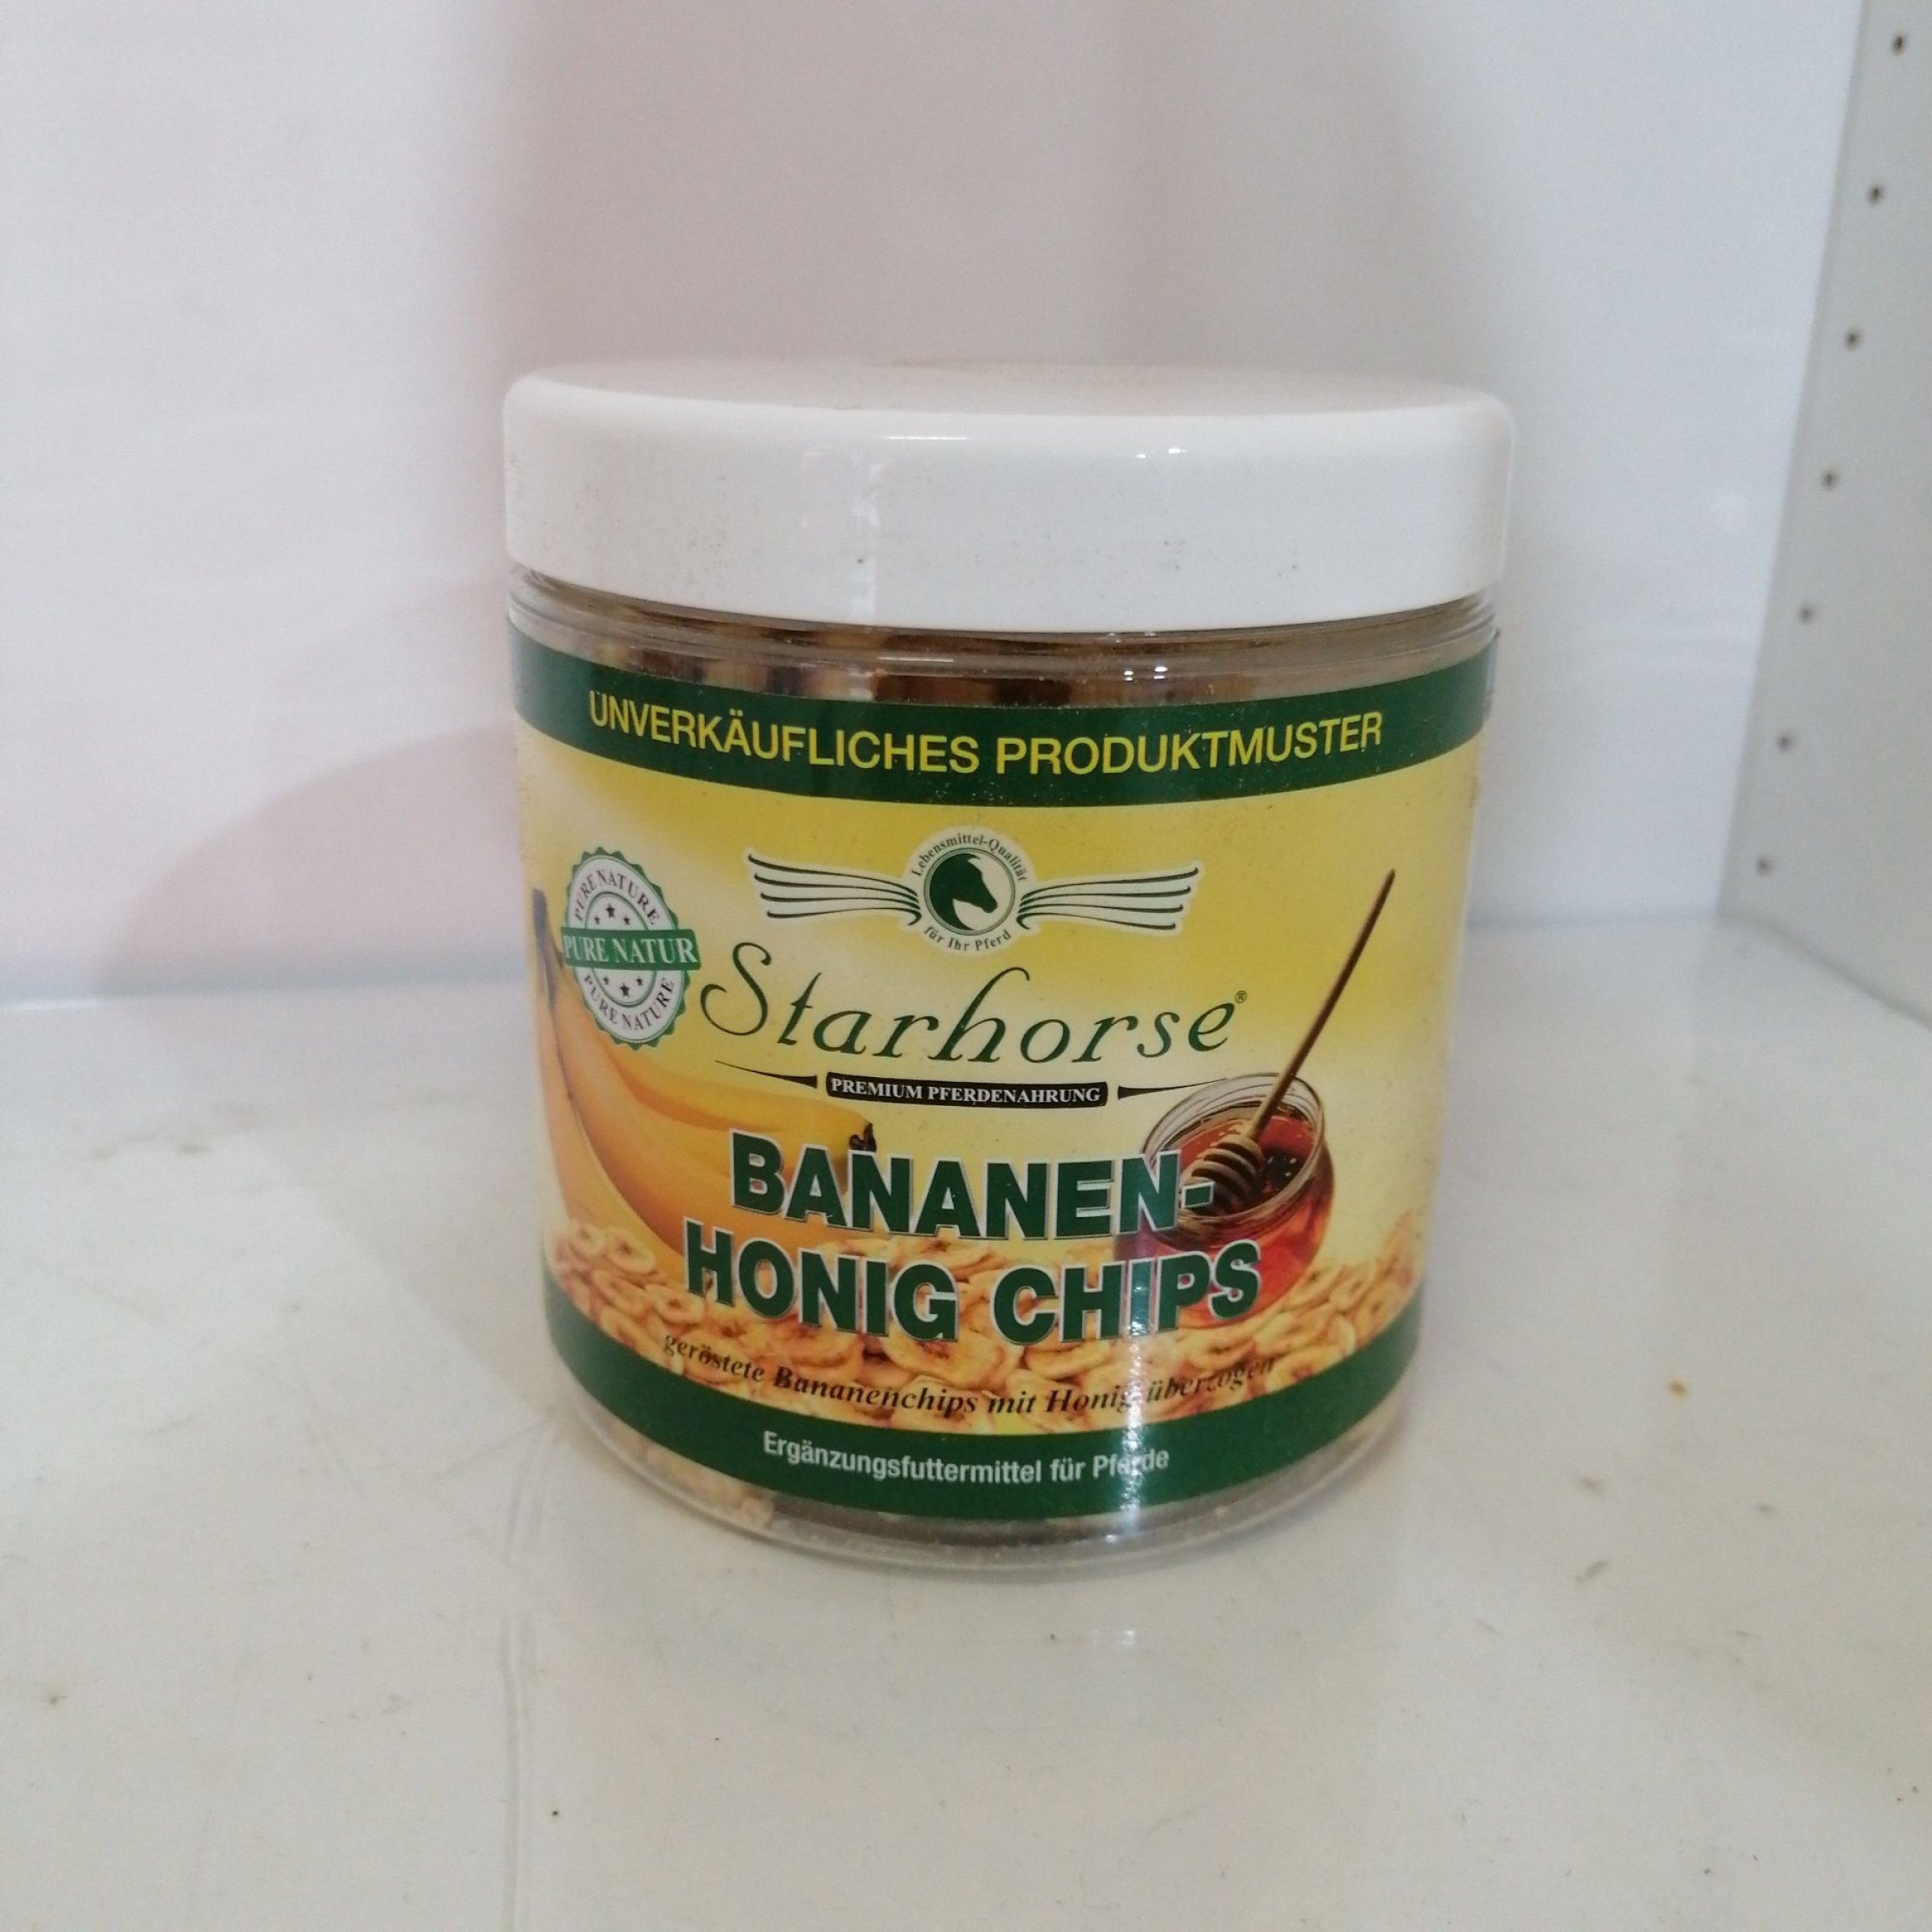 UNVERKÄUFLICHES PRODUKTMUSTER
Lebensmittel-Qualität
für Ihr Pferd
PURE NATURE
PURE NATUR
PURE NATURE
Starhorse®
PREMIUM PFERDENAHRUNG
BANANEN-
HONIG CHIPS
geröstete Bananenchips mit Honig überzogen
Ergänzungsfuttermittel für Pferde